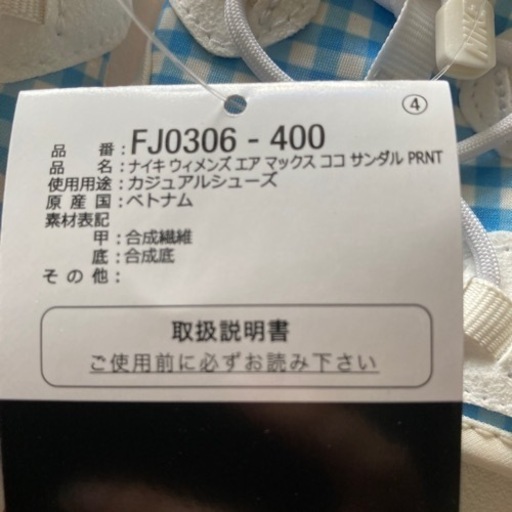 NIKE
④
品番:FJ0306 - 400
品名:ナイキ ウィメンズ エア マックス ココ サンダル PRNT
使用用途:カジュアルシューズ
原産国:ベトナム
素材表記
甲:合成繊維
底:合成底
その他:
取扱説明書
ご使用前に必ずお読み下さい